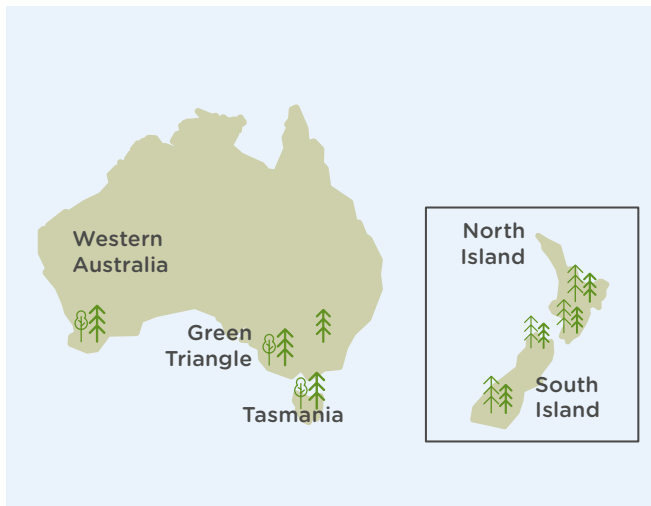 Western
Australia
Green
Triangle
Tasmania
North
Island
South
Island